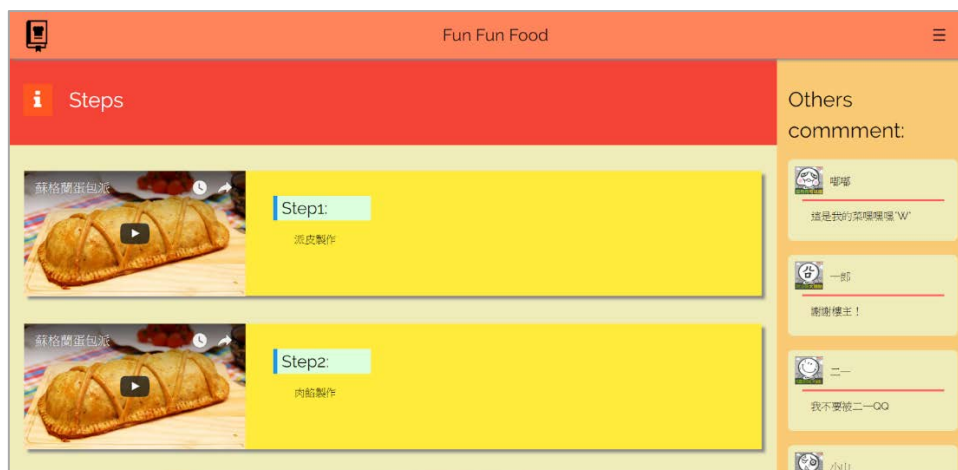 Fun Fun Food
Steps
蘇格蘭蛋包派
Step1:
派皮製作
蘇格蘭蛋包派
Step2:
肉餡製作
Others
commment:
嘟嘟
這是我的菜嘿嘿嘿˙W˙
一郎
謝謝樓主！
二一
我不要被二一QQ
小山